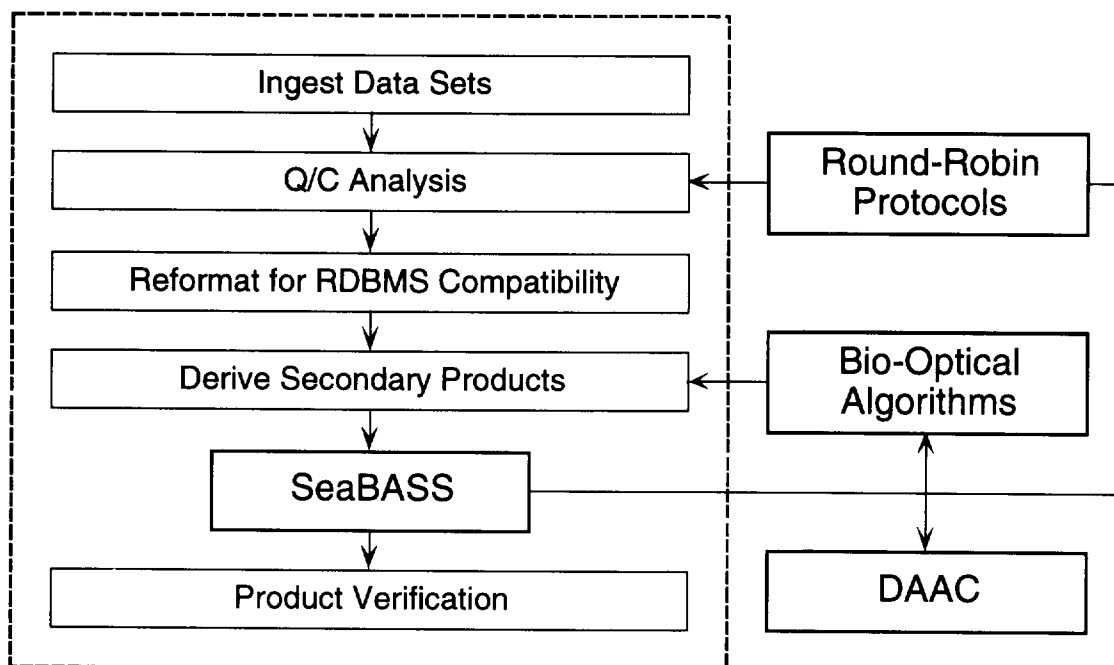 Ingest Data Sets
Q/C Analysis
Reformat for RDBMS Compatibility
Derive Secondary Products
SeaBASS
Product Verification
Round-Robin
Protocols
Bio-Optical
Algorithms
DAAC